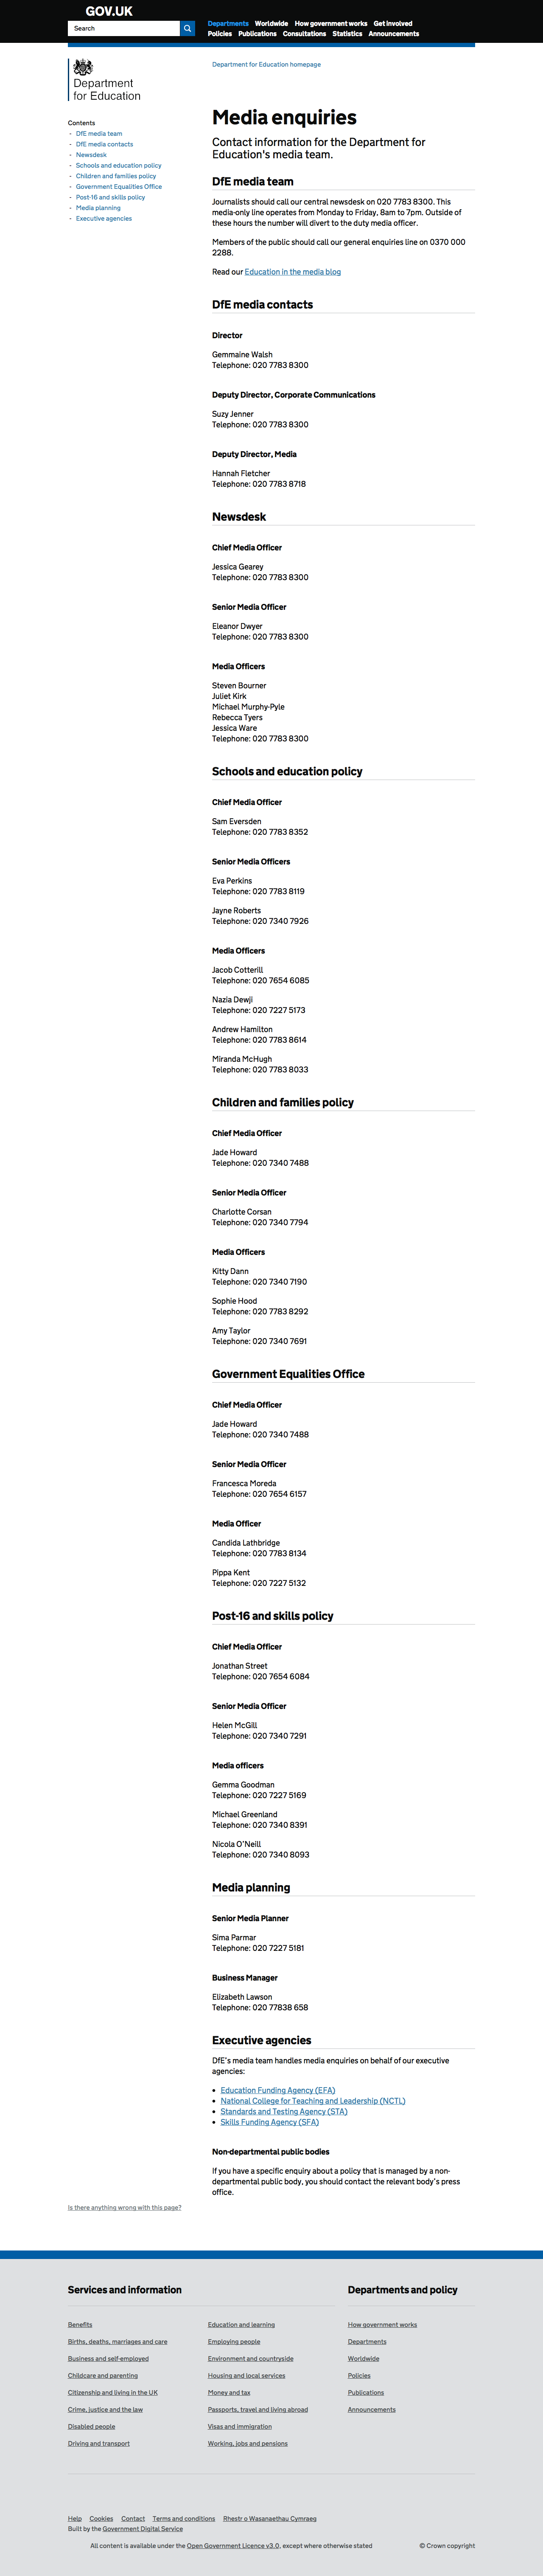 GOV.UK
Search
Departments Worldwide How government works Get involved
Policies Publications Consultations Statistics Announcements
Department
for Education
Department for Education homepage
Contents
- DfE media team
- DfE media contacts
- Newsdesk
- Schools and education policy
- Children and families policy
- Government Equalities Office
- Post-16 and skills policy
- Media planning
- Executive agencies
Media enquiries
Contact information for the Department for
Education's media team.
DfE media team
Journalists should call our central newsdesk on 020 7783 8300. This
media-only line operates from Monday to Friday, 8am to 7pm. Outside of
these hours the number will divert to the duty media officer.
Members of the public should call our general enquiries line on 0370 000
2288.
Read our Education in the media blog
DfE media contacts
Director
Gemmaine Walsh
Telephone: 020 7783 8300
Deputy Director, Corporate Communications
Suzy Jenner
Telephone: 020 7783 8300
Deputy Director, Media
Hannah Fletcher
Telephone: 020 7783 8718
Newsdesk
Chief Media Officer
Jessica Gearey
Telephone: 020 7783 8300
Senior Media Officer
Eleanor Dwyer
Telephone: 020 7783 8300
Media Officers
Steven Bourner
Juliet Kirk
Michael Murphy-Pyle
Rebecca Tyers
Jessica Ware
Telephone: 020 7783 8300
Schools and education policy
Chief Media Officer
Sam Eversden
Telephone: 020 7783 8352
Senior Media Officers
Eva Perkins
Telephone: 020 7783 8119
Jayne Roberts
Telephone: 020 7340 7926
Media Officers
Jacob Cotterill
Telephone: 020 7654 6085
Nazia Dewji
Telephone: 020 7227 5173
Andrew Hamilton
Telephone: 020 7783 8614
Miranda McHugh
Telephone: 020 7783 8033
Children and families policy
Chief Media Officer
Jade Howard
Telephone: 020 7340 7488
Senior Media Officer
Charlotte Corsan
Telephone: 020 7340 7794
Media Officers
Kitty Dann
Telephone: 020 7340 7190
Sophie Hood
Telephone: 020 7783 8292
Amy Taylor
Telephone: 020 7340 7691
Government Equalities Office
Chief Media Officer
Jade Howard
Telephone: 020 7340 7488
Senior Media Officer
Francesca Moreda
Telephone: 020 7654 6157
Media Officer
Candida Lathbridge
Telephone: 020 7783 8134
Pippa Kent
Telephone: 020 7227 5132
Post-16 and skills policy
Chief Media Officer
Jonathan Street
Telephone: 020 7654 6084
Senior Media Officer
Helen McGill
Telephone: 020 7340 7291
Media officers
Gemma Goodman
Telephone: 020 7227 5169
Michael Greenland
Telephone: 020 7340 8391
Nicola O'Neill
Telephone: 020 7340 8093
Media planning
Senior Media Planner
Sima Parmar
Telephone: 020 7227 5181
Business Manager
Elizabeth Lawson
Telephone: 020 77838 658
Executive agencies
DfE's media team handles media enquiries on behalf of our executive
agencies:
• Education Funding Agency (EFA)
• National College for Teaching and Leadership (NCTL)
• Standards and Testing Agency (STA)
• Skills Funding Agency (SFA)
Non-departmental public bodies
If you have a specific enquiry about a policy that is managed by a non-
departmental public body, you should contact the relevant body's press
office.
Is there anything wrong with this page?
Services and information
Benefits
Births, deaths, marriages and care
Business and self-employed
Childcare and parenting
Citizenship and living in the UK
Crime, justice and the law
Disabled people
Driving and transport
Education and learning
Employing people
Environment and countryside
Housing and local services
Money and tax
Passports, travel and living abroad
Visas and immigration
Working, jobs and pensions
Departments and policy
How government works
Departments
Worldwide
Policies
Publications
Announcements
Help Cookies Contact Terms and conditions Rhestr o Wasanaethau Cymraeg
Built by the Government Digital Service
All content is available under the Open Government Licence v3.0, except where otherwise stated
© Crown copyright